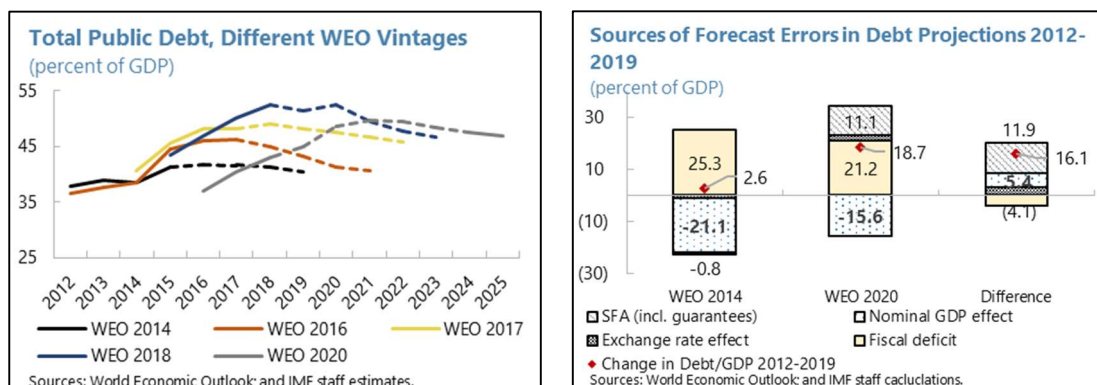 Total Public Debt, Different WEO Vintages
(percent of GDP)
55
45
35
25
2012 2013 2014 2015 2016 2017 2018 2019 2020 2021 2022 2023 2024 2025
WEO 2014 WEO 2016 WEO 2017
WEO 2018 WEO 2020
Sources: World Economic Outlook; and IMF staff estimates.
Sources of Forecast Errors in Debt Projections 2012-
2019
(percent of GDP)
30
10
(10)
(30)
25.3
2.6
-21.1
-0.8
11.1
18.7
21.2
-15.6
11.9
16.1
5.4
(4.1)
WEO 2014 WEO 2020 Difference
SFA (incl. guarantees) Nominal GDP effect
Exchange rate effect Fiscal deficit
Change in Debt/GDP 2012-2019
Sources: World Economic Outlook; and IMF staff cacluclations.